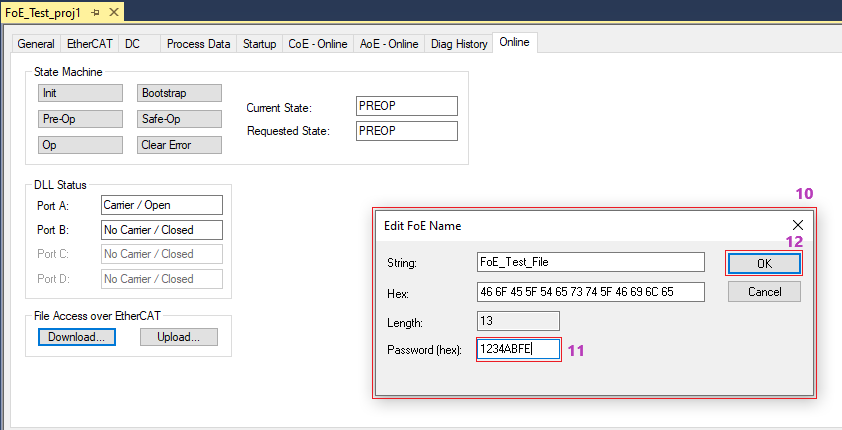 FoE_Test_proj1
General EtherCAT DC Process Data Startup CoE - Online AoE - Online Diag History Online
State Machine
Init Bootstrap
Pre-Op Safe-Op
Op Clear Error
Current State: PREOP
Requested State: PREOP
DLL Status
Port A: Carrier / Open
Port B: No Carrier / Closed
Port C: No Carrier / Closed
Port D: No Carrier / Closed
File Access over EtherCAT
Download... Upload...
10
Edit FoE Name
12
String: FoE_Test_File OK
Hex: 46 6F 45 5F 54 65 73 74 5F 46 69 6C 65 Cancel
Length: 13
Password (hex): 1234ABFE 11